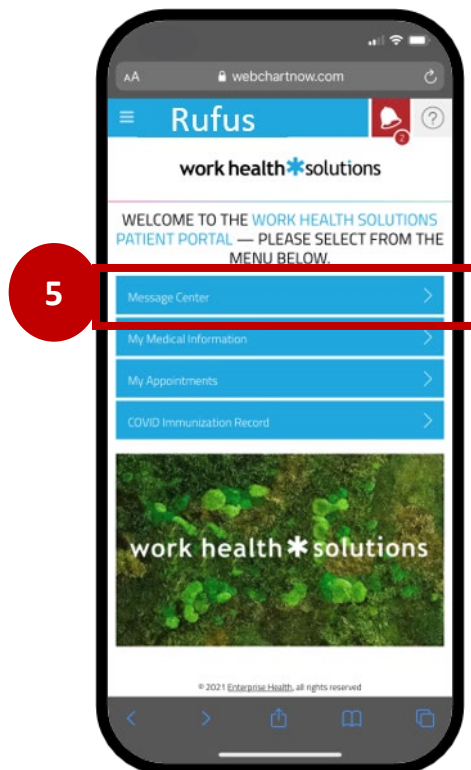 AA webchartnow.com
Rufus
2
?
work health*solutions
WELCOME TO THE WORK HEALTH SOLUTIONS
PATIENT PORTAL — PLEASE SELECT FROM THE
MENU BELOW.
5
Message Center
My Medical Information
My Appointments
COVID Immunization Record
work health*solutions
© 2021 Enterprise Health, all rights reserved